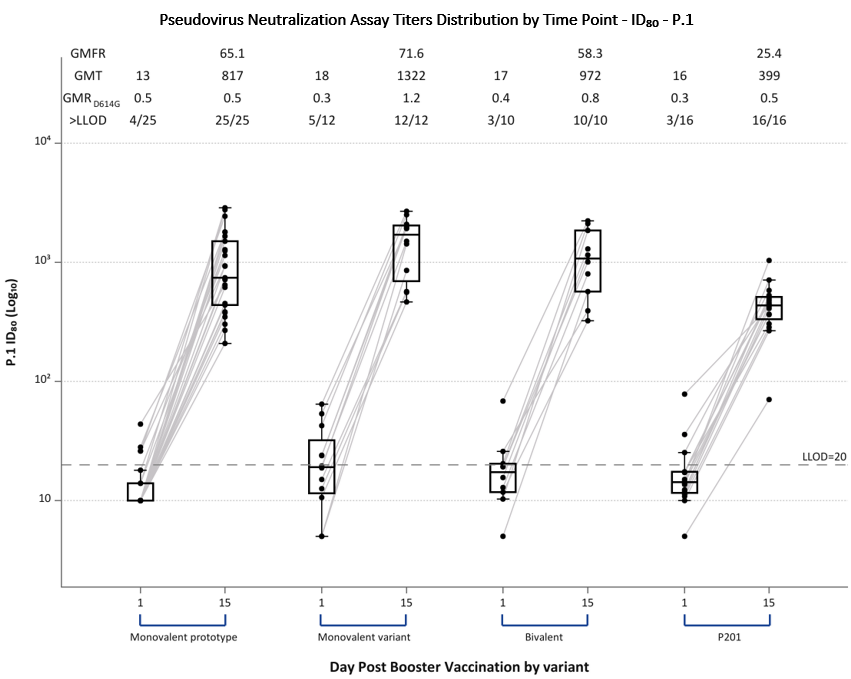 Pseudovirus Neutralization Assay Titers Distribution by Time Point - ID₈₀ - P.1
GMFR 65.1 71.6 58.3 25.4
GMT 13 817 18 1322 17 972 16 399
GMR D614G 0.5 0.5 0.3 1.2 0.4 0.8 0.3 0.5
>LLOD 4/25 25/25 5/12 12/12 3/10 10/10 3/16 16/16
10⁴
10³
10²
LLOD=20
10
P.1 ID₈₀ (Log₁₀)
1 15 1 15 1 15 1 15
Monovalent prototype Monovalent variant Bivalent P201
Day Post Booster Vaccination by variant